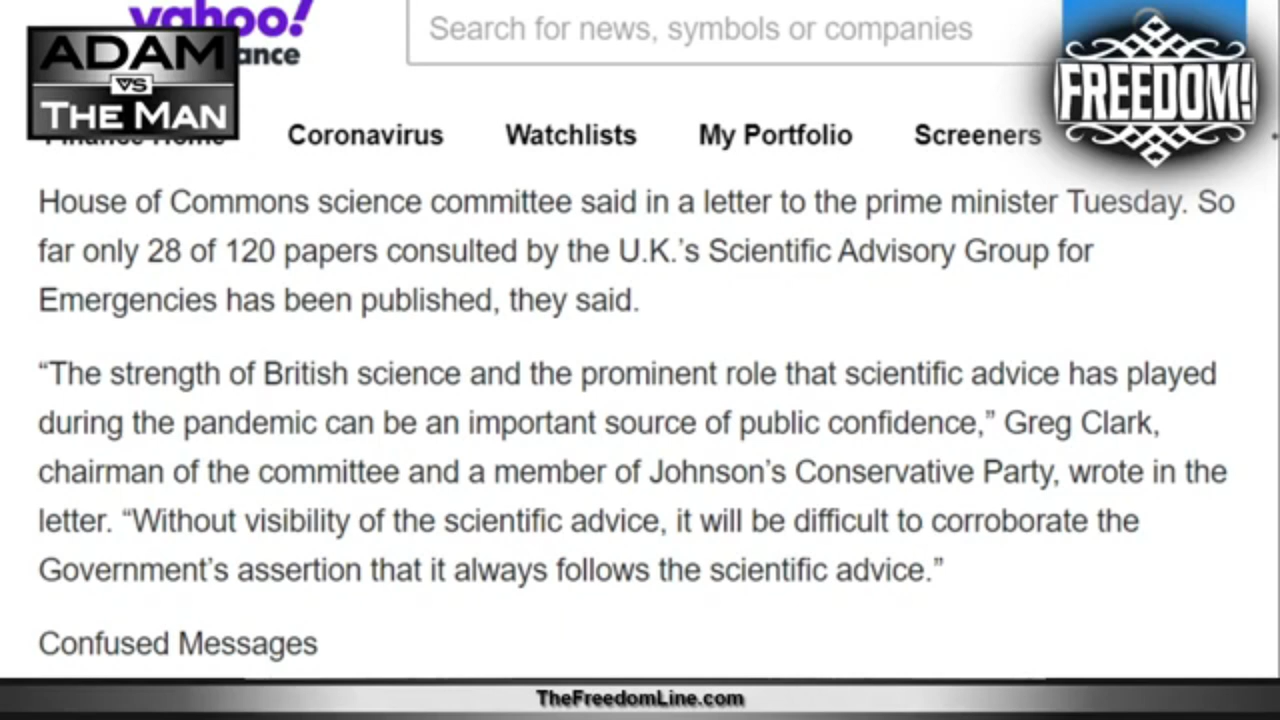 yahoo!
ance
Search for news, symbols or companies
ADAM
VS
THE MAN
FREEDOM!
Finance Home Coronavirus Watchlists My Portfolio Screeners
House of Commons science committee said in a letter to the prime minister Tuesday. So
far only 28 of 120 papers consulted by the U.K.’s Scientific Advisory Group for
Emergencies has been published, they said.
“The strength of British science and the prominent role that scientific advice has played
during the pandemic can be an important source of public confidence,” Greg Clark,
chairman of the committee and a member of Johnson’s Conservative Party, wrote in the
letter. “Without visibility of the scientific advice, it will be difficult to corroborate the
Government’s assertion that it always follows the scientific advice.”
Confused Messages
TheFreedomLine.com